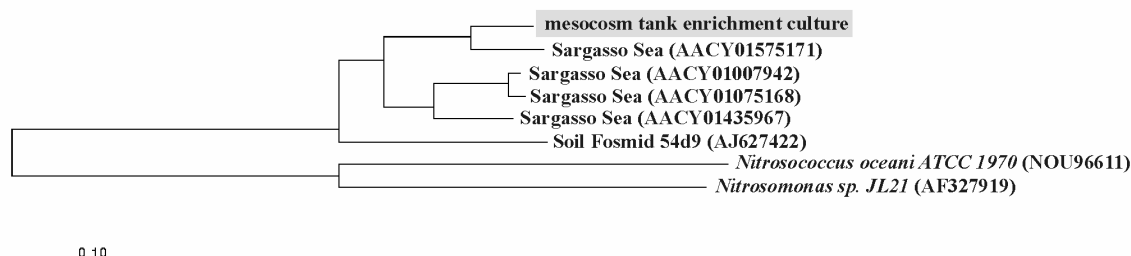 mesocosm tank enrichment culture
Sargasso Sea (AACY01575171)
Sargasso Sea (AACY01007942)
Sargasso Sea (AACY01075168)
Sargasso Sea (AACY01435967)
Soil Fosmid 54d9 (AJ627422)
Nitrosococcus oceani ATCC 1970 (NOU96611)
Nitrosomonas sp. JL21 (AF327919)
0.10